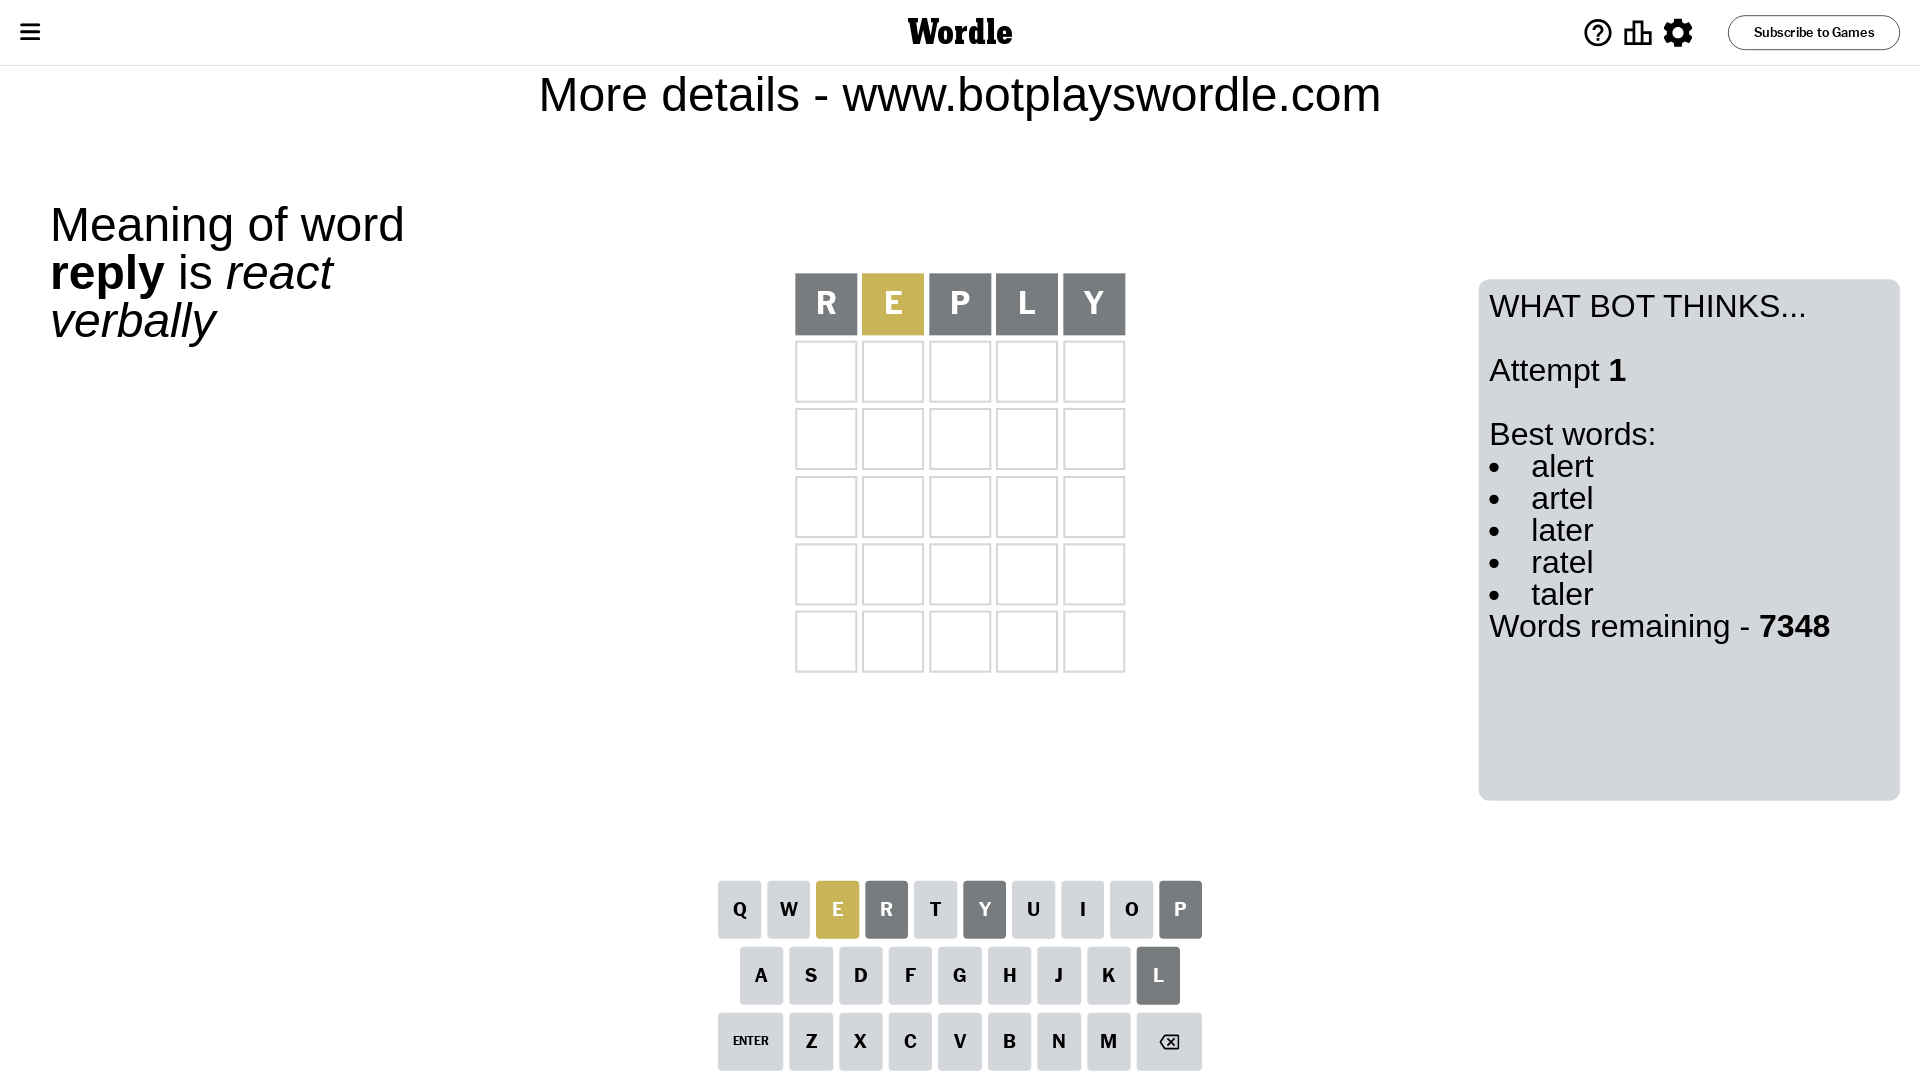 Wordle
Subscribe to Games
More details - www.botplayswordle.com
Meaning of word
reply is react
verbally
R E P L Y
WHAT BOT THINKS...
Attempt 1
Best words:
• alert
• artel
• later
• ratel
• taler
Words remaining - 7348
Q W E R T Y U I O P
A S D F G H J K L
ENTER Z X C V B N M